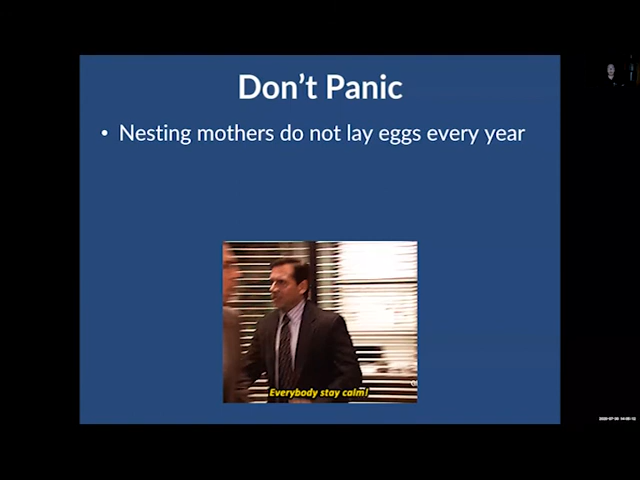 Don't Panic
• Nesting mothers do not lay eggs every year
Everybody stay calm!